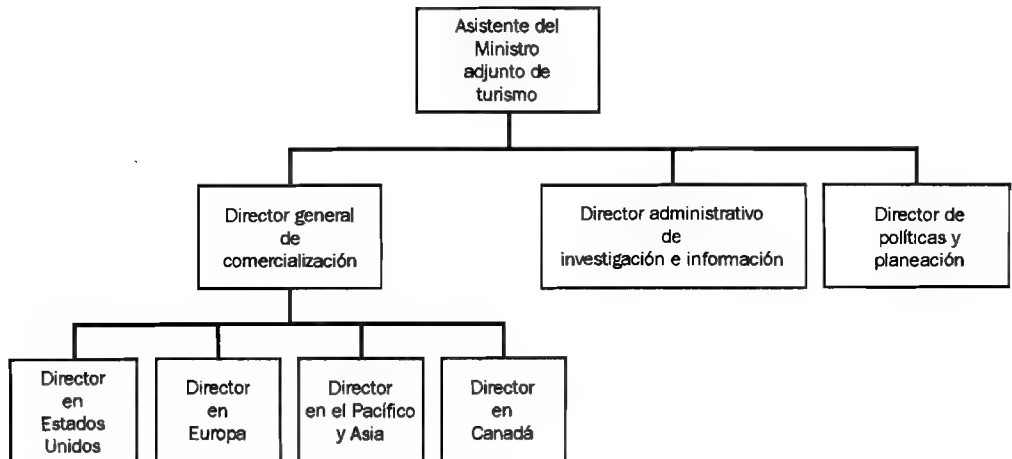 Asistente del
Ministro
adjunto de
turismo
Director general
de
comercialización
Director administrativo
de
investigación e información
Director de
políticas y
planeación
Director
en
Estados
Unidos
Director
en
Europa
Director
en el Pacífico
y Asia
Director
en
Canadá